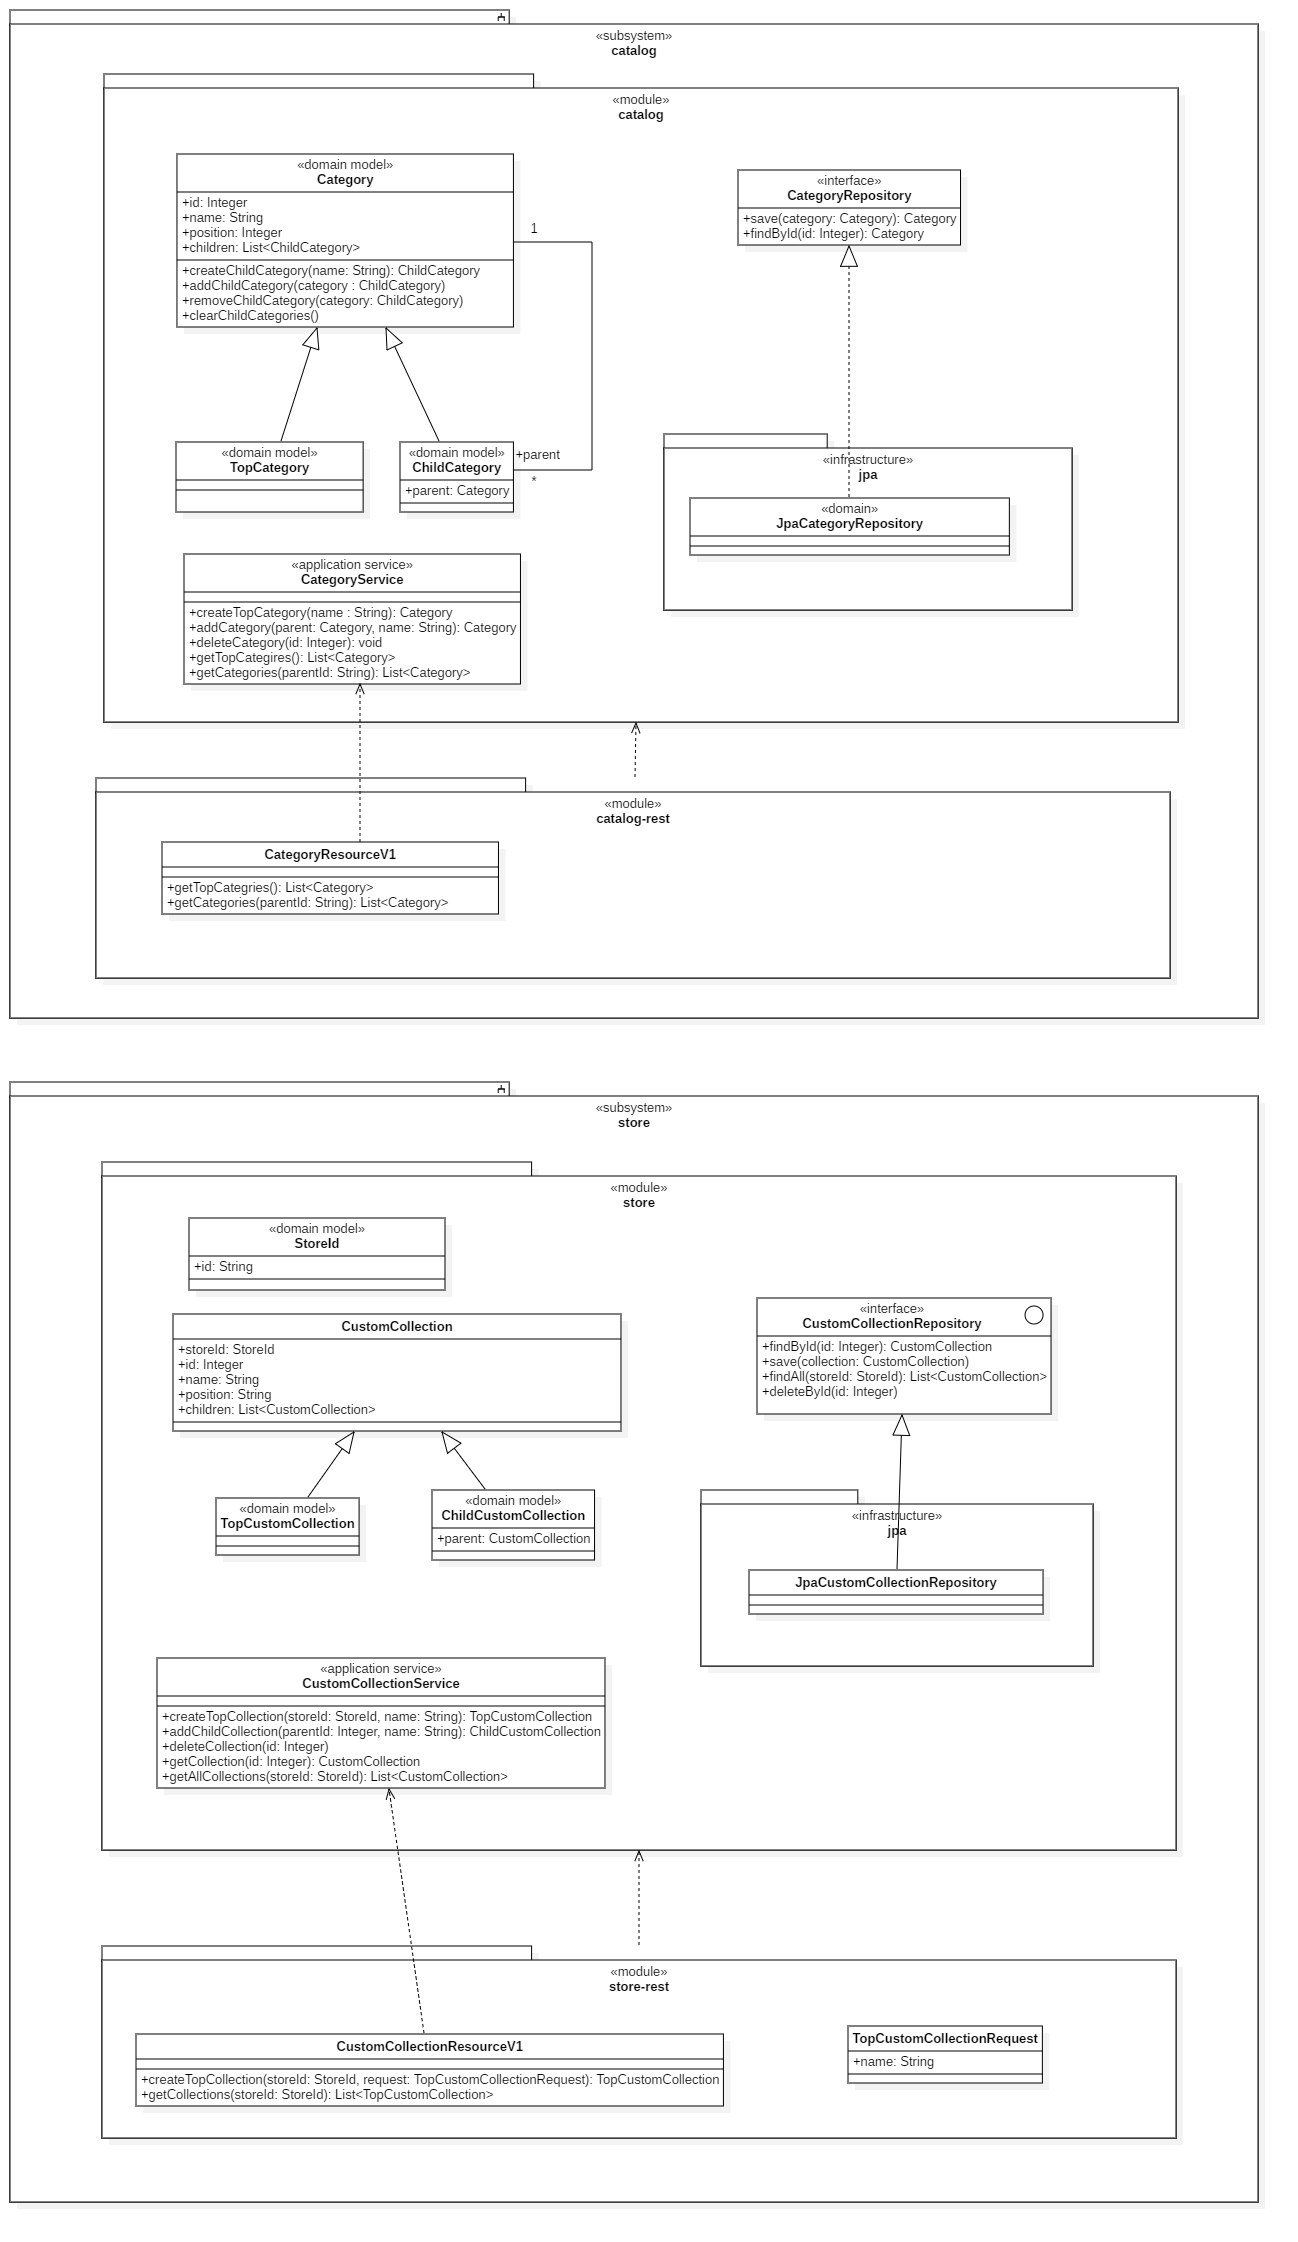 «subsystem»
catalog
«module»
catalog
«domain model»
Category
+id: Integer
+name: String
+position: Integer
+children: List<ChildCategory>
+createChildCategory(name: String): ChildCategory
+addChildCategory(category : ChildCategory)
+removeChildCategory(category: ChildCategory)
+clearChildCategories()
1
«interface»
CategoryRepository
+save(category: Category): Category
+findById(id: Integer): Category
«domain model»
TopCategory
«domain model»
ChildCategory
+parent: Category
+parent
*
«infrastructure»
jpa
«domain»
JpaCategoryRepository
«application service»
CategoryService
+createTopCategory(name : String): Category
+addCategory(parent: Category, name: String): Category
+deleteCategory(id: Integer): void
+getTopCategires(): List<Category>
+getCategories(parentId: String): List<Category>
«module»
catalog-rest
CategoryResourceV1
+getTopCategries(): List<Category>
+getCategories(parentId: String): List<Category>
«subsystem»
store
«module»
store
«domain model»
StoreId
+id: String
CustomCollection
+storeId: StoreId
+id: Integer
+name: String
+position: String
+children: List<CustomCollection>
«interface»
CustomCollectionRepository
+findById(id: Integer): CustomCollection
+save(collection: CustomCollection)
+findAll(storeId: StoreId): List<CustomCollection>
+deleteById(id: Integer)
«domain model»
TopCustomCollection
«domain model»
ChildCustomCollection
+parent: CustomCollection
«infrastructure»
jpa
JpaCustomCollectionRepository
«application service»
CustomCollectionService
+createTopCollection(storeId: StoreId, name: String): TopCustomCollection
+addChildCollection(parentId: Integer, name: String): ChildCustomCollection
+deleteCollection(id: Integer)
+getCollection(id: Integer): CustomCollection
+getAllCollections(storeId: StoreId): List<CustomCollection>
«module»
store-rest
CustomCollectionResourceV1
+createTopCollection(storeId: StoreId, request: TopCustomCollectionRequest): TopCustomCollection
+getCollections(storeId: StoreId): List<TopCustomCollection>
TopCustomCollectionRequest
+name: String